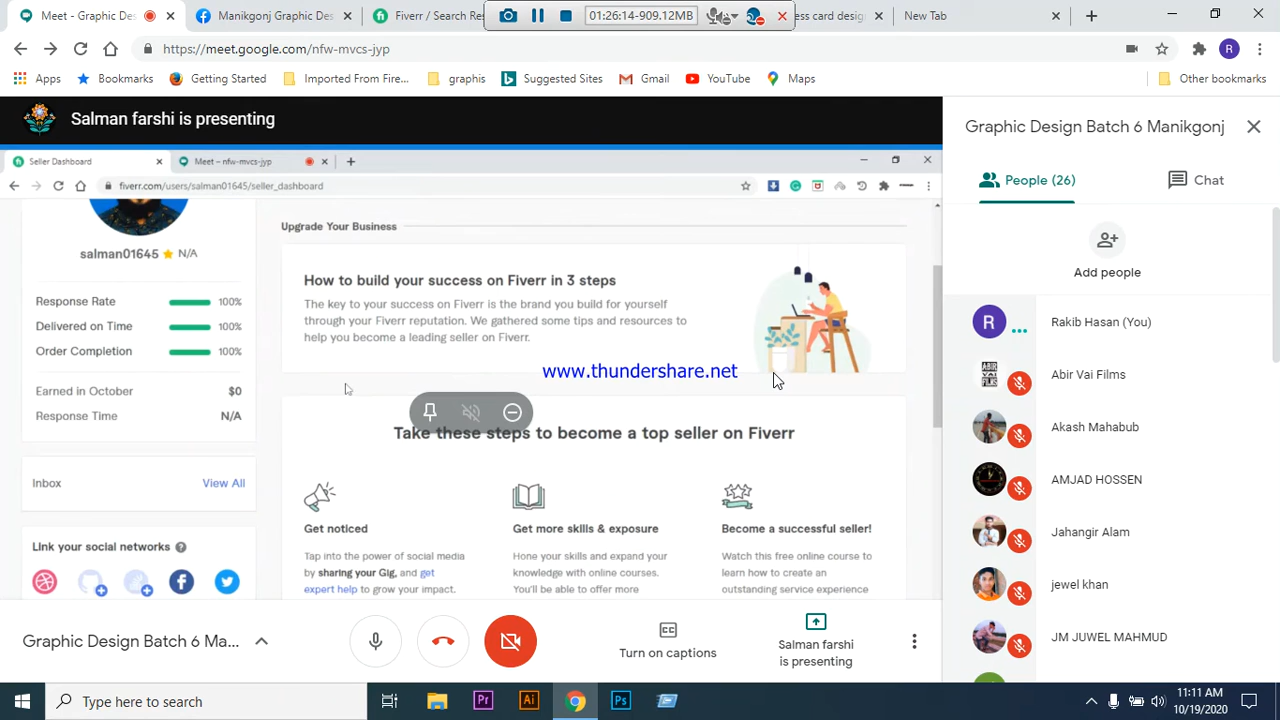 Meet - Graphic Des
Manikgonj Graphic Des
Fiverr / Search Res
01:26:14-909.12MB
ess card desig
New Tab
https://meet.google.com/nfw-mvcs-jyp
R
Apps
Bookmarks
Getting Started
Imported From Fire...
graphis
Suggested Sites
Gmail
YouTube
Maps
Other bookmarks
Salman farshi is presenting
Seller Dashboard
Meet – nfw-mvcs-jyp
fiverr.com/users/salman01645/seller_dashboard
salman01645 N/A
Response Rate 100%
Delivered on Time 100%
Order Completion 100%
Earned in October $0
Response Time N/A
Inbox View All
Link your social networks
Upgrade Your Business
How to build your success on Fiverr in 3 steps
The key to your success on Fiverr is the brand you build for yourself
through your Fiverr reputation. We gathered some tips and resources to
help you become a leading seller on Fiverr.
www.thundershare.net
Take these steps to become a top seller on Fiverr
Get noticed
Tap into the power of social media
by sharing your Gig, and get
expert help to grow your impact.
Get more skills & exposure
Hone your skills and expand your
knowledge with online courses.
You'll be able to offer more
Become a successful seller!
Watch this free online course to
learn how to create an
outstanding service experience
Graphic Design Batch 6 Manikgonj
People (26)
Chat
Add people
R
Rakib Hasan (You)
ABIR
VAI
FILMS
Abir Vai Films
Akash Mahabub
AMJAD HOSSEN
Jahangir Alam
jewel khan
JM JUWEL MAHMUD
Graphic Design Batch 6 Ma...
CC
Turn on captions
Salman farshi
is presenting
Type here to search
Pr
Ai
Ps
11:11 AM
10/19/2020